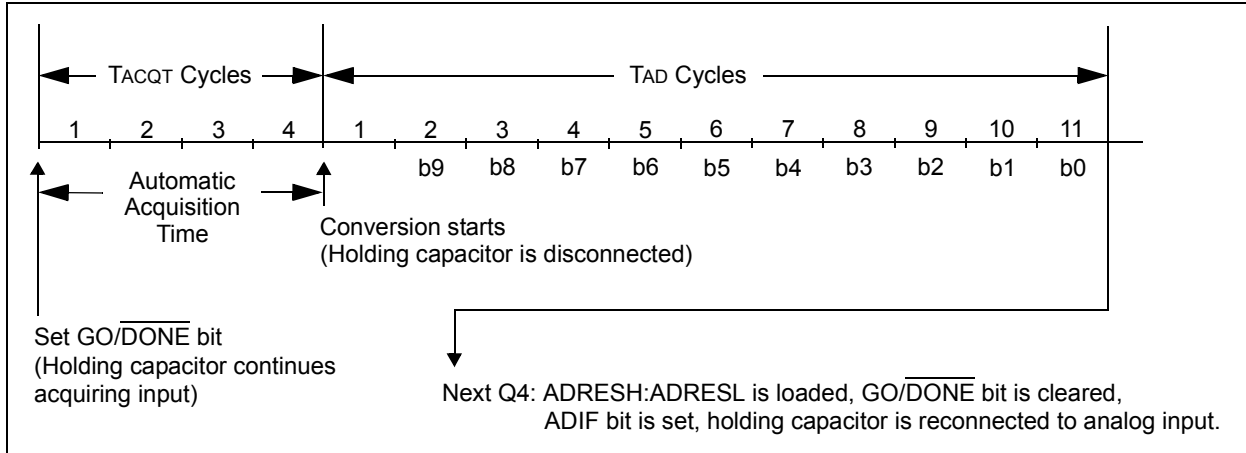 TACQT Cycles
TAD Cycles
1 2 3 4 1 2 3 4 5 6 7 8 9 10 11
b9 b8 b7 b6 b5 b4 b3 b2 b1 b0
Automatic
Acquisition
Time
Conversion starts
(Holding capacitor is disconnected)
Set GO/DONE bit
(Holding capacitor continues
acquiring input)
Next Q4: ADRESH:ADRESL is loaded, GO/DONE bit is cleared,
ADIF bit is set, holding capacitor is reconnected to analog input.